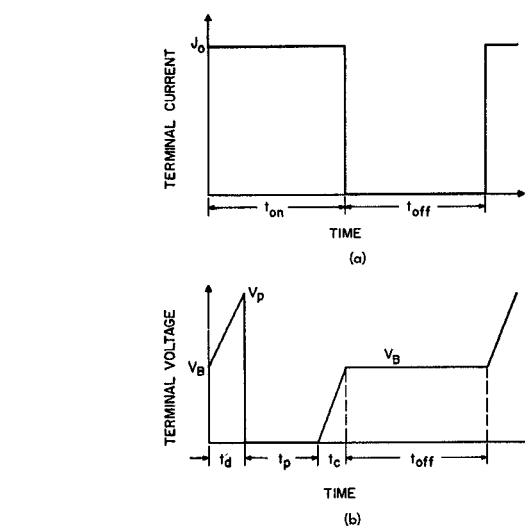 J₀
TERMINAL CURRENT
t_on
t_off
TIME
(a)
V_P
V_B
V_B
TERMINAL VOLTAGE
t_d
t_p
t_c
t_off
TIME
(b)